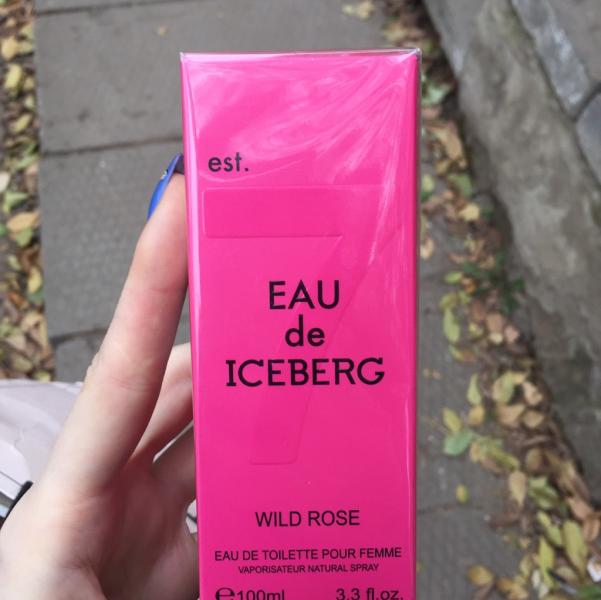 est.
7
EAU
de
ICEBERG
WILD ROSE
EAU DE TOILETTE POUR FEMME
VAPORISATEUR NATURAL SPRAY
℮100ml 3.3 fl.oz.